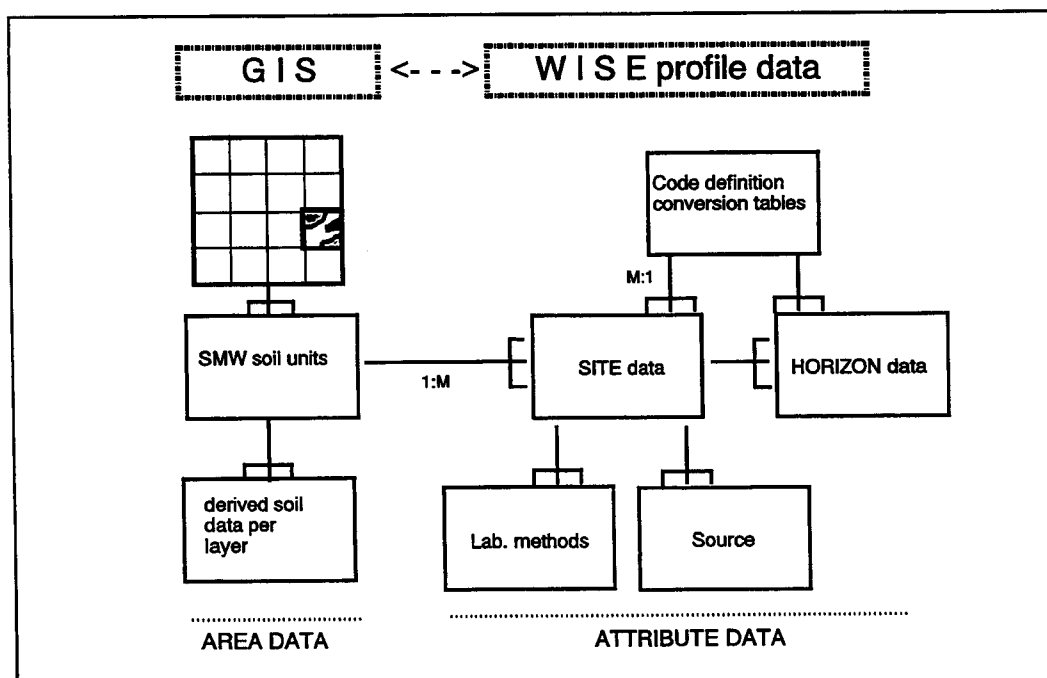 G I S <- - -> W I S E profile data
Code definition
conversion tables
M:1
SMW soil units
1:M
SITE data
HORIZON data
derived soil
data per
layer
Lab. methods
Source
AREA DATA
ATTRIBUTE DATA